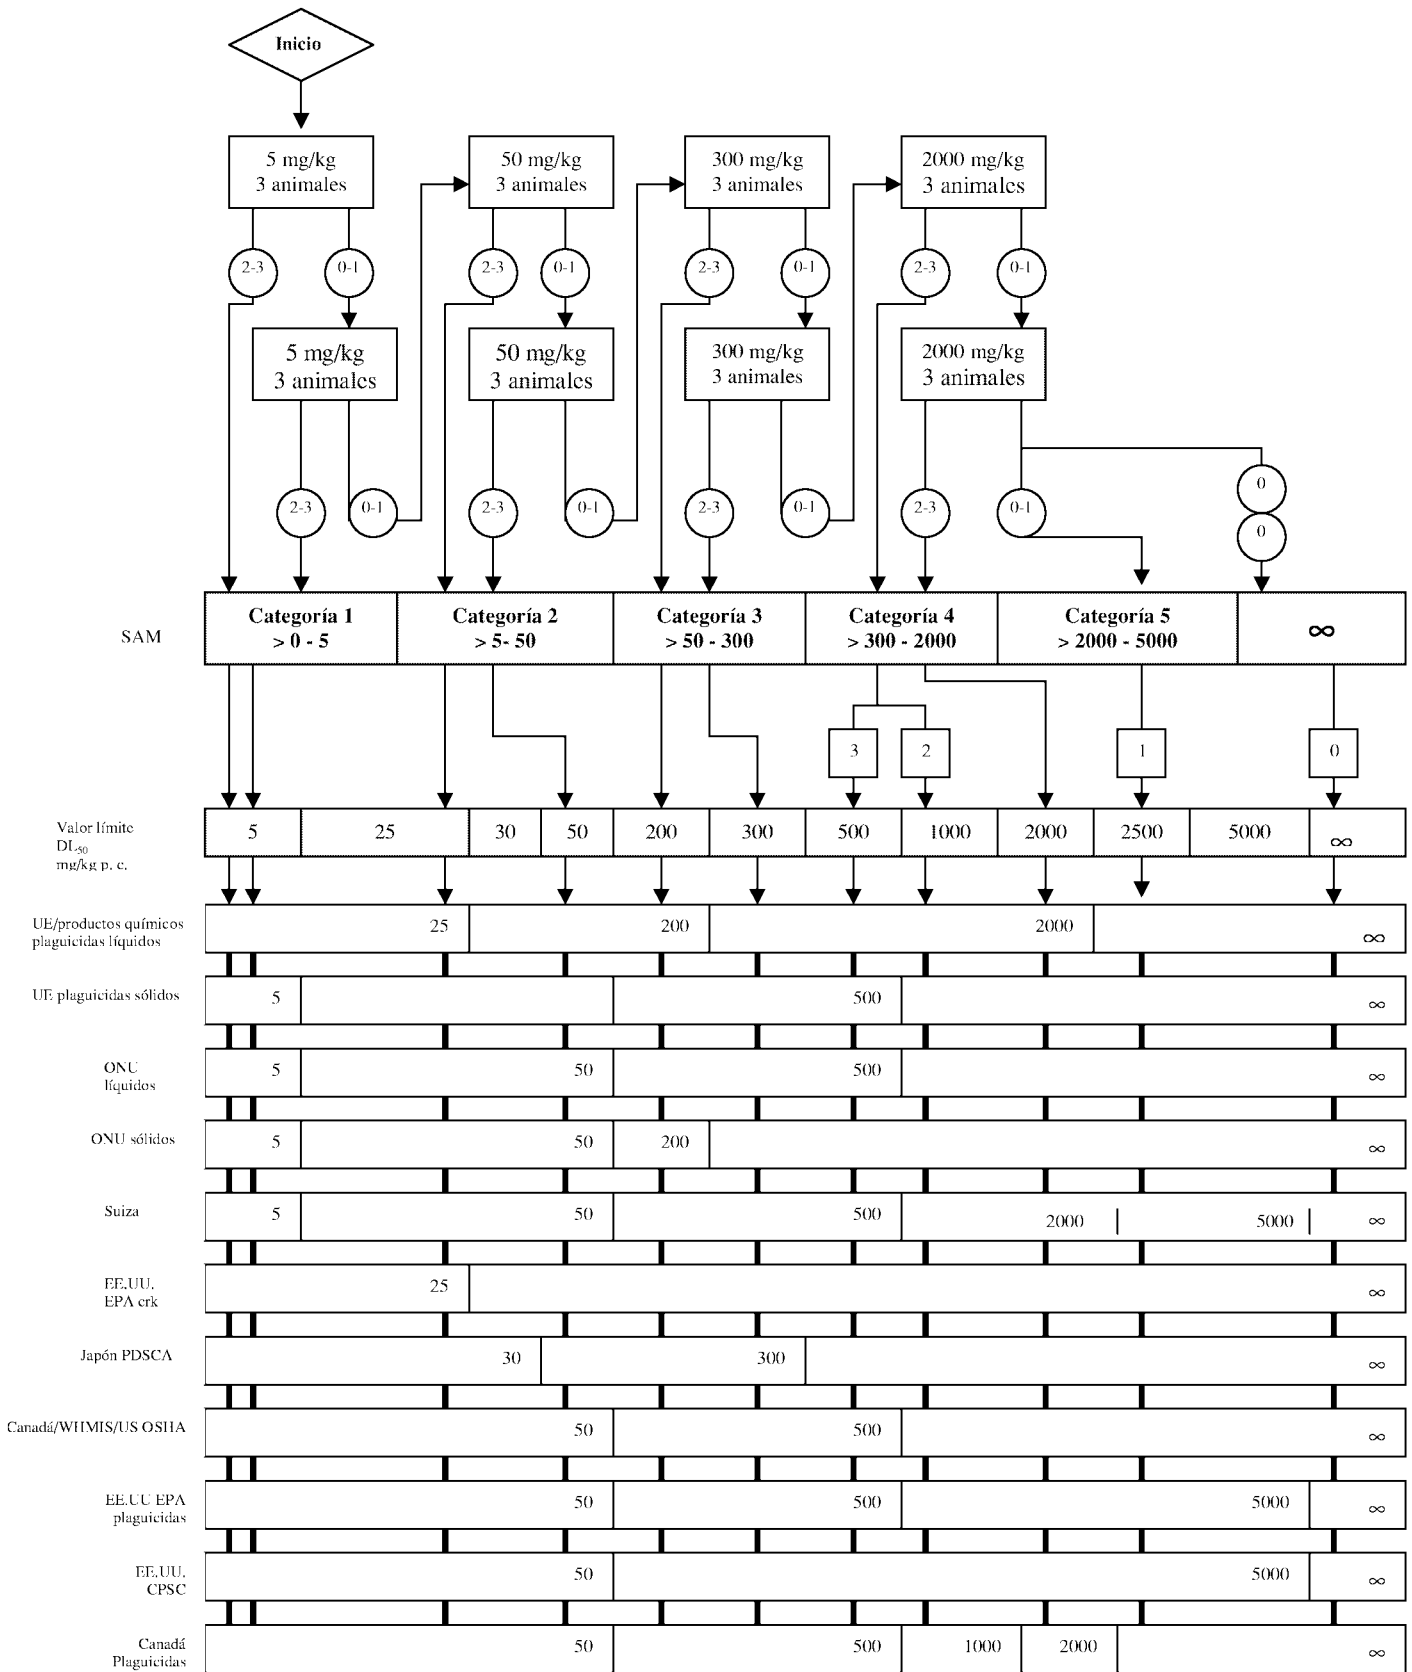 Inicio
5 mg/kg
3 animales
50 mg/kg
3 animales
300 mg/kg
3 animales
2000 mg/kg
3 animales
2-3
0-1
2-3
0-1
2-3
0-1
2-3
0-1
5 mg/kg
3 animales
50 mg/kg
3 animales
300 mg/kg
3 animales
2000 mg/kg
3 animales
2-3
0-1
2-3
0-1
2-3
0-1
2-3
0-1
0
0
SAM
Categoría 1
> 0 - 5
Categoría 2
> 5- 50
Categoría 3
> 50 - 300
Categoría 4
> 300 - 2000
Categoría 5
> 2000 - 5000
∞
3
2
1
0
Valor límite
DL50
mg/kg p. c.
5
25
30
50
200
300
500
1000
2000
2500
5000
∞
UE/productos químicos
plaguicidas líquidos
25
200
2000
∞
UE plaguicidas sólidos
5
500
∞
ONU
líquidos
5
50
500
∞
ONU sólidos
5
50
200
∞
Suiza
5
50
500
2000
5000
∞
EE.UU.
EPA crk
25
∞
Japón PDSCA
30
300
∞
Canadá/WHMIS/US OSHA
50
500
∞
EE.UU EPA
plaguicidas
50
500
5000
∞
EE.UU.
CPSC
50
5000
∞
Canadá
Plaguicidas
50
500
1000
2000
∞